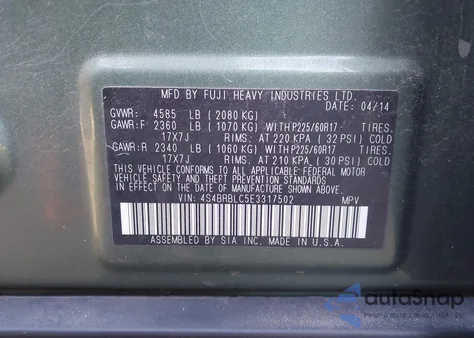 MFD BY FUJI HEAVY INDUSTRIES LTD.
DATE: 04/14
GVWR: 4585 LB (2080 KG)
GAWR:F 2360 LB (1070 KG) WITH P225/60R17 TIRES.
17X7J RIMS. AT 220 KPA (32 PSI) COLD
GAWR:R 2340 LB (1060 KG) WITH P225/60R17 TIRES.
17X7J RIMS. AT 210 KPA (30 PSI) COLD
THIS VEHICLE CONFORMS TO ALL APPLICABLE FEDERAL MOTOR
VEHICLE SAFETY, BUMPER, AND THEFT PREVENTION STANDARDS
IN EFFECT ON THE DATE OF MANUFACTURE SHOWN ABOVE.
VIN: 4S4BRBLC5E3317502 MPV
ASSEMBLED BY SIA INC. MADE IN U.S.A.
autoSnap